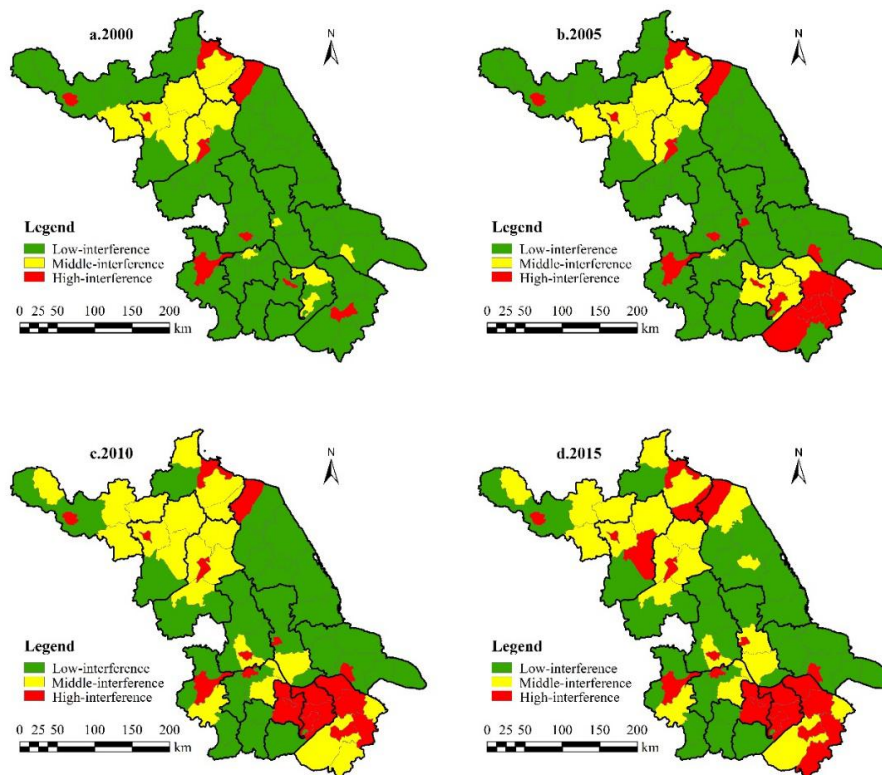 a.2000
N
Legend
Low-interference
Middle-interference
High-interference
0 25 50 100 150 200
km
b.2005
N
Legend
Low-interference
Middle-interference
High-interference
0 25 50 100 150 200
km
c.2010
N
Legend
Low-interference
Middle-interference
High-interference
0 25 50 100 150 200
km
d.2015
N
Legend
Low-interference
Middle-interference
High-interference
0 25 50 100 150 200
km